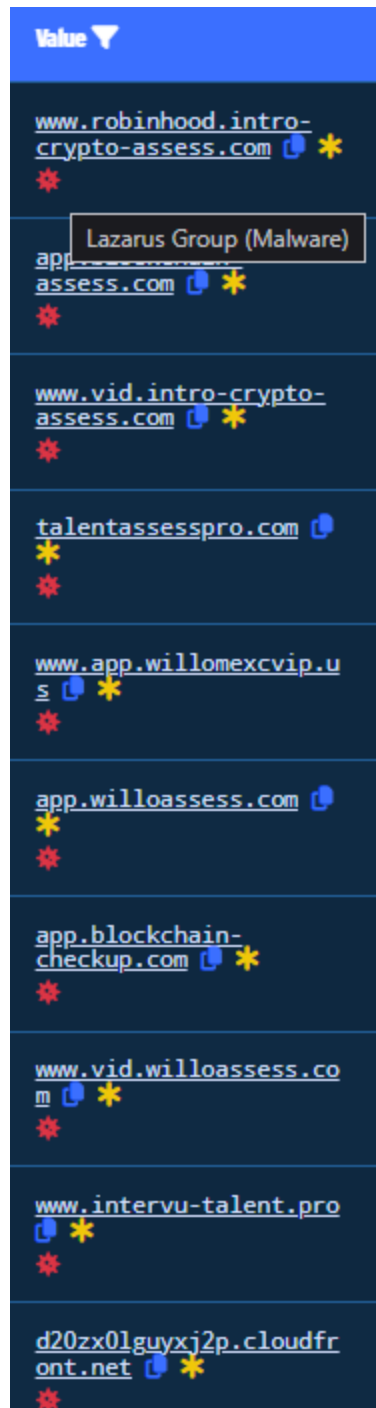 Value
www.robinhood.intro-
crypto-assess.com
Lazarus Group (Malware)
assess.com
www.vid.intro-crypto-
assess.com
talentassesspro.com
www.app.willomexcvip.u
s
app.willoassess.com
app.blockchain-
checkup.com
www.vid.willoassess.co
m
www.intervu-talent.pro
d20zx0lguyxj2p.cloudfr
ont.net